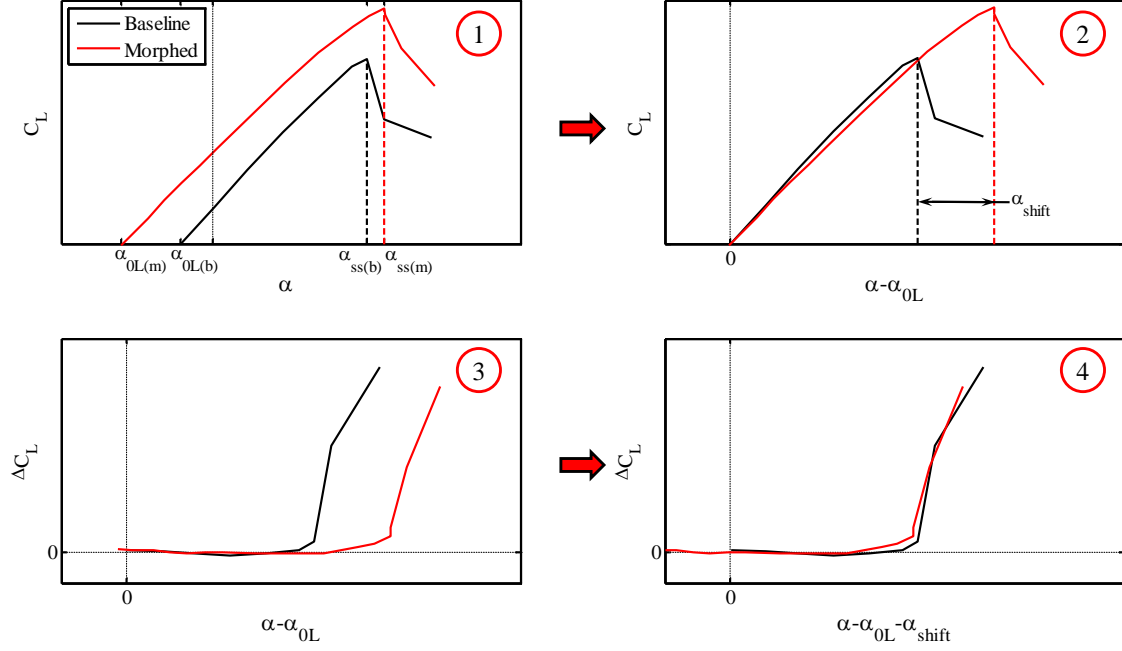 Baseline
Morphed
1
C_L
α_0L(m) α_0L(b) α_ss(b) α_ss(m)
α
2
C_L
α_shift
0
α-α_0L
3
ΔC_L
0
0
α-α_0L
4
ΔC_L
0
0
α-α_0L-α_shift